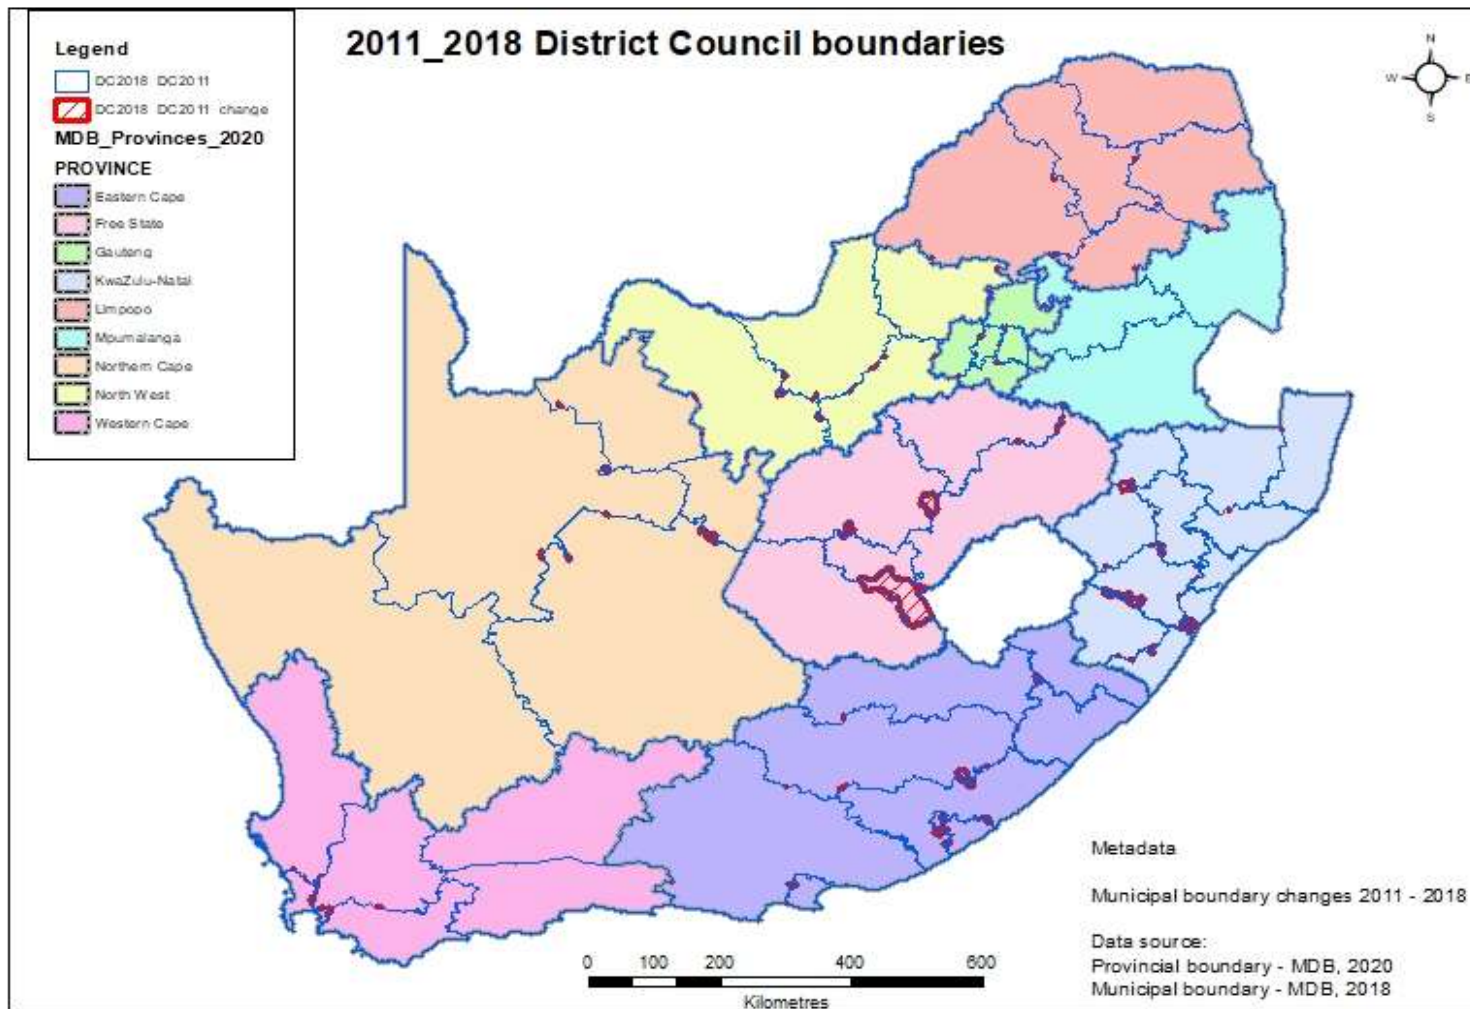 2011_2018 District Council boundaries
Legend
DC2018 DC2011
DC2018 DC2011 change
MDB_Provinces_2020
PROVINCE
Eastern Cape
Free State
Gauteng
KwaZulu-Natal
Limpopo
Mpumalanga
Northern Cape
North West
Western Cape
N
W
E
S
Metadata
Municipal boundary changes 2011 - 2018
Data source:
Provincial boundary - MDB, 2020
Municipal boundary - MDB, 2018
0 100 200 400 600
Kilometres